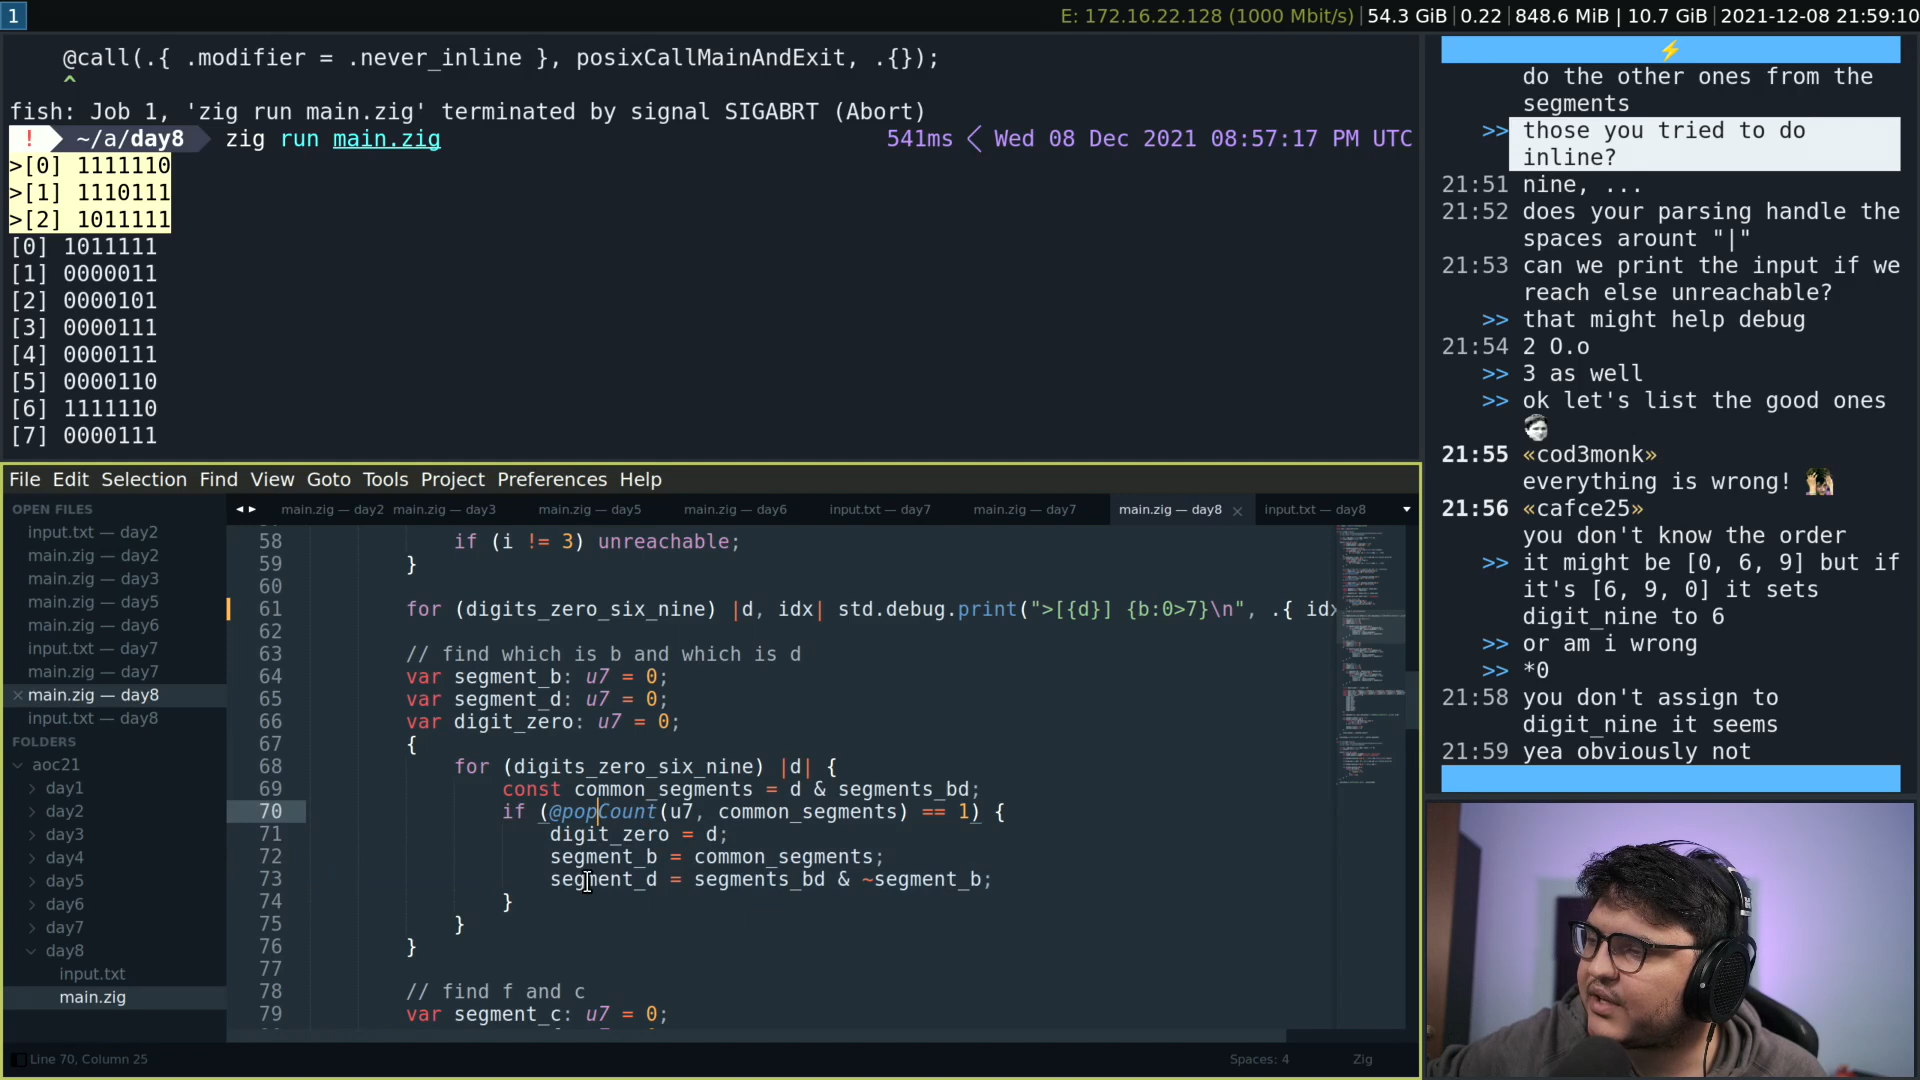 1
E: 172.16.22.128 (1000 Mbit/s) | 54.3 GiB | 0.22 | 848.6 MiB | 10.7 GiB | 2021-12-08 21:59:10
@call(.{ .modifier = .never_inline }, posixCallMainAndExit, .{});
^
fish: Job 1, 'zig run main.zig' terminated by signal SIGABRT (Abort)
! ~/a/day8 zig run main.zig 541ms < Wed 08 Dec 2021 08:57:17 PM UTC
>[0] 1111110
>[1] 1110111
>[2] 1011111
[0] 1011111
[1] 0000011
[2] 0000101
[3] 0000111
[4] 0000111
[5] 0000110
[6] 1111110
[7] 0000111
File Edit Selection Find View Goto Tools Project Preferences Help
OPEN FILES
input.txt — day2
main.zig — day2
main.zig — day3
main.zig — day5
main.zig — day6
input.txt — day7
main.zig — day7
main.zig — day8
input.txt — day8
FOLDERS
aoc21
day1
day2
day3
day4
day5
day6
day7
day8
input.txt
main.zig
main.zig — day2 main.zig — day3 main.zig — day5 main.zig — day6 input.txt — day7 main.zig — day7 main.zig — day8 input.txt — day8
58 if (i != 3) unreachable;
59 }
60
61 for (digits_zero_six_nine) |d, idx| std.debug.print(">[{d}] {b:0>7}\n", .{ idx
62
63 // find which is b and which is d
64 var segment_b: u7 = 0;
65 var segment_d: u7 = 0;
66 var digit_zero: u7 = 0;
67 {
68 for (digits_zero_six_nine) |d| {
69 const common_segments = d & segments_bd;
70 if (@popCount(u7, common_segments) == 1) {
71 digit_zero = d;
72 segment_b = common_segments;
73 segment_d = segments_bd & ~segment_b;
74 }
75 }
76 }
77
78 // find f and c
79 var segment_c: u7 = 0;
Line 70, Column 25 Spaces: 4 Zig
do the other ones from the
segments
>> those you tried to do
inline?
21:51 nine, ...
21:52 does your parsing handle the
spaces arount "|"
21:53 can we print the input if we
reach else unreachable?
>> that might help debug
21:54 2 O.o
>> 3 as well
>> ok let's list the good ones
21:55 «cod3monk»
everything is wrong!
21:56 «cafce25»
you don't know the order
>> it might be [0, 6, 9] but if
it's [6, 9, 0] it sets
digit_nine to 6
>> or am i wrong
>> *0
21:58 you don't assign to
digit_nine it seems
21:59 yea obviously not